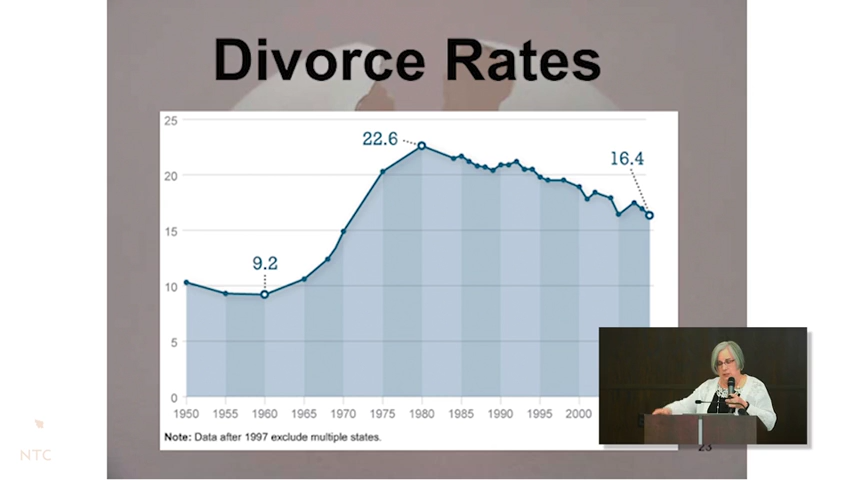 Divorce Rates
25
22.6
16.4
20
15
9.2
10
5
0
1950 1955 1960 1965 1970 1975 1980 1985 1990 1995 2000
Note: Data after 1997 exclude multiple states.
23
NTC